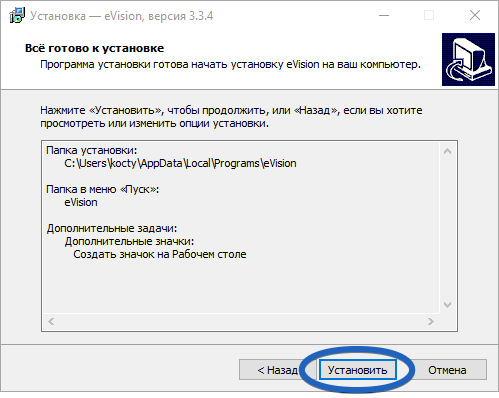 Установка — eVision, версия 3.3.4
Всё готово к установке
Программа установки готова начать установку eVision на ваш компьютер.
Нажмите «Установить», чтобы продолжить, или «Назад», если вы хотите
просмотреть или изменить опции установки.
Папка установки:
C:\Users\kocty\AppData\Local\Programs\eVision
Папка в меню «Пуск»:
eVision
Дополнительные задачи:
Дополнительные значки:
Создать значок на Рабочем столе
< Назад Установить Отмена